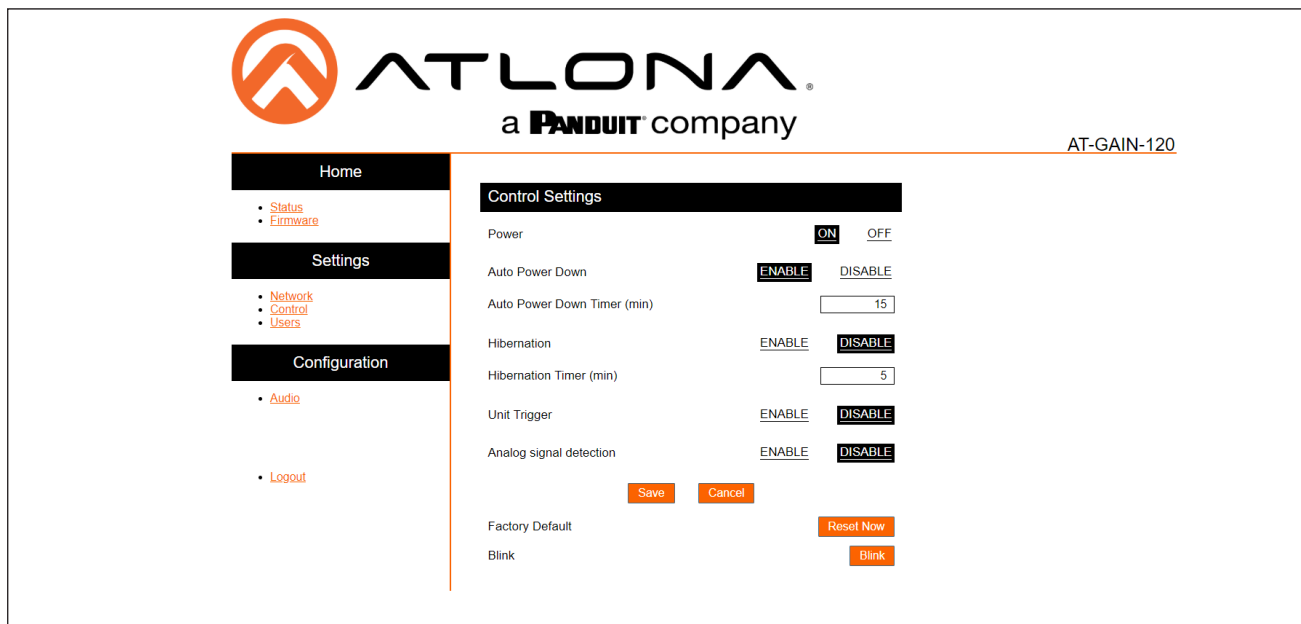 ATLONA®
a PANDUIT® company
AT-GAIN-120
Home
Status
Firmware
Settings
Network
Control
Users
Configuration
Audio
Logout
Control Settings
Power ON OFF
Auto Power Down ENABLE DISABLE
Auto Power Down Timer (min) 15
Hibernation ENABLE DISABLE
Hibernation Timer (min) 5
Unit Trigger ENABLE DISABLE
Analog signal detection ENABLE DISABLE
Save Cancel
Factory Default Reset Now
Blink Blink